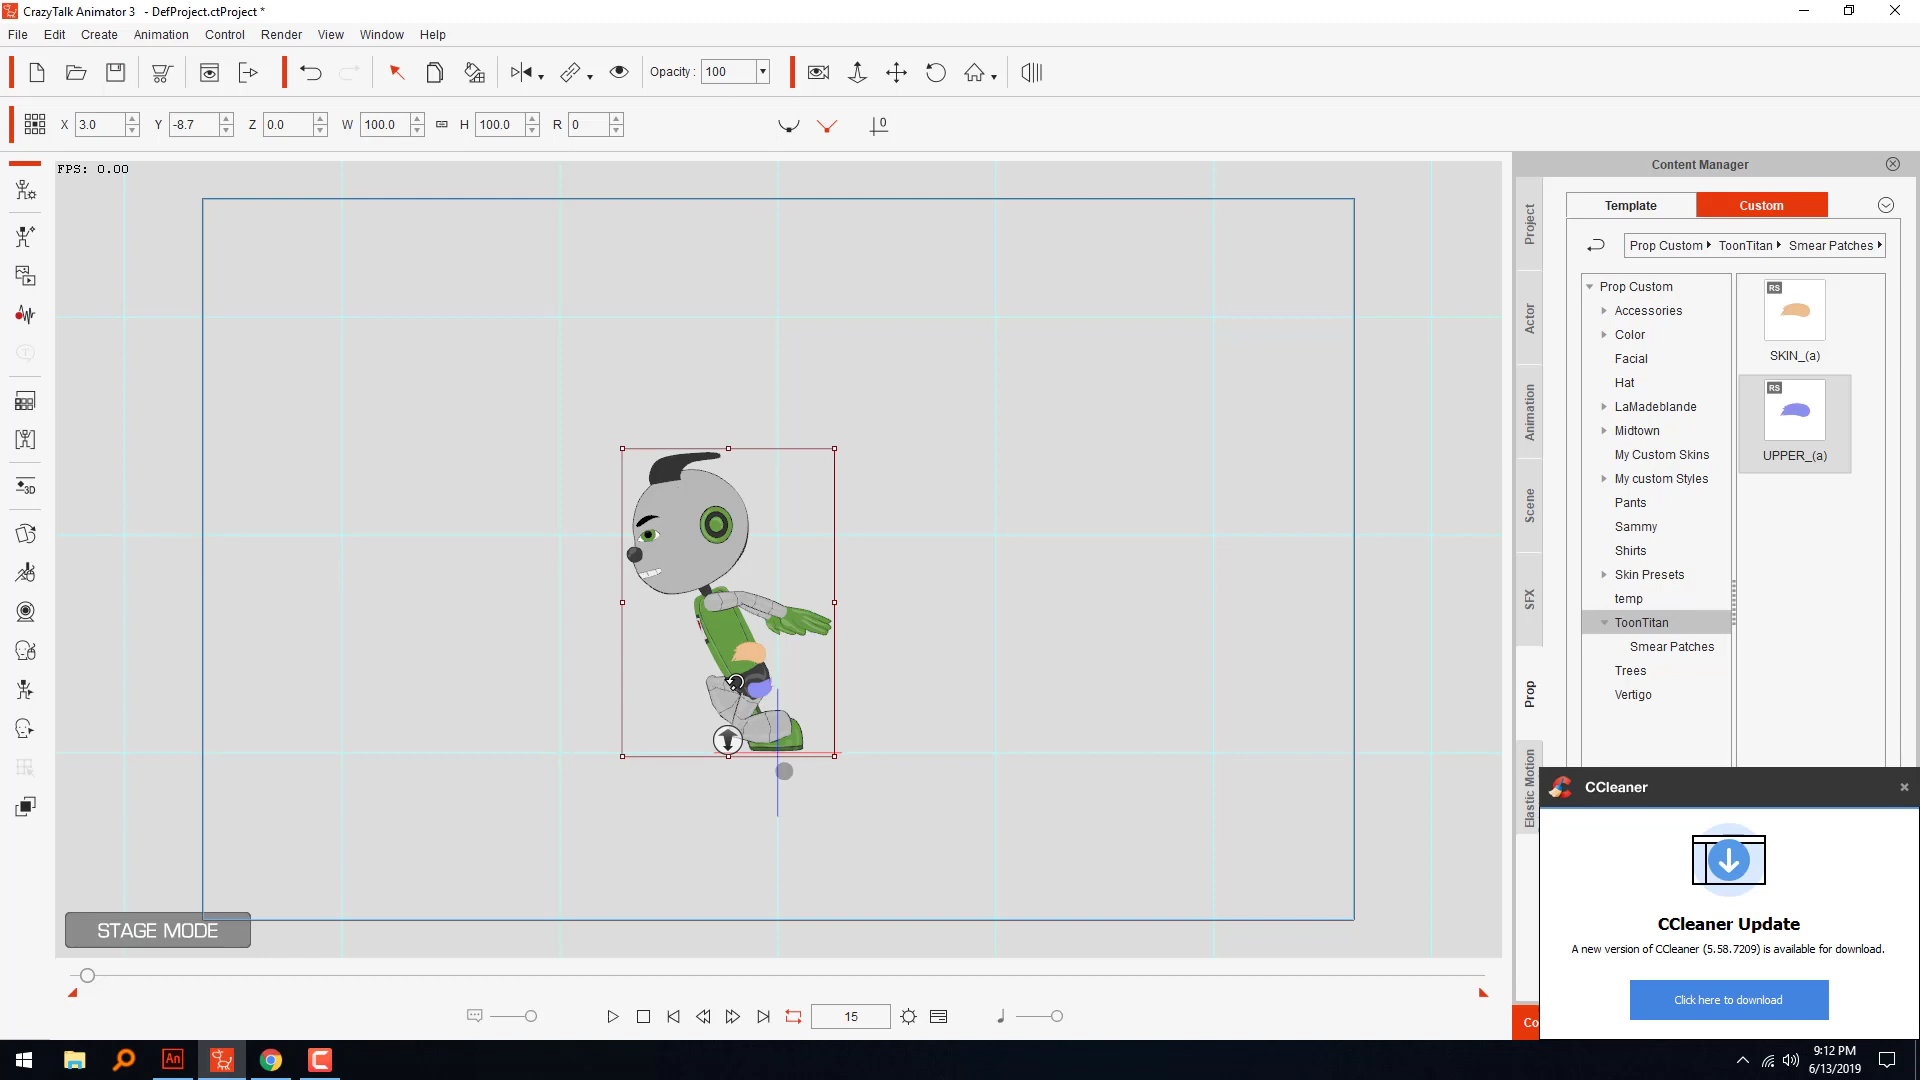 CrazyTalk Animator 3 - DefProject.ctProject *
File Edit Create Animation Control Render View Window Help
Opacity : 100
X 3.0 Y -8.7 Z 0.0 W 100.0 H 100.0 R 0 0
FPS: 0.00
3D
STAGE MODE
15
Content Manager
Project
Actor
Animation
Scene
SFX
Prop
Elastic Motion
Co
Template Custom
Prop Custom ToonTitan Smear Patches
Prop Custom
Accessories
Color
Facial
Hat
LaMadeblande
Midtown
My Custom Skins
My custom Styles
Pants
Sammy
Shirts
Skin Presets
temp
ToonTitan
Smear Patches
Trees
Vertigo
RS
SKIN_(a)
RS
UPPER_(a)
CCleaner
CCleaner Update
A new version of CCleaner (5.58.7209) is available for download.
Click here to download
An
9:12 PM
6/13/2019